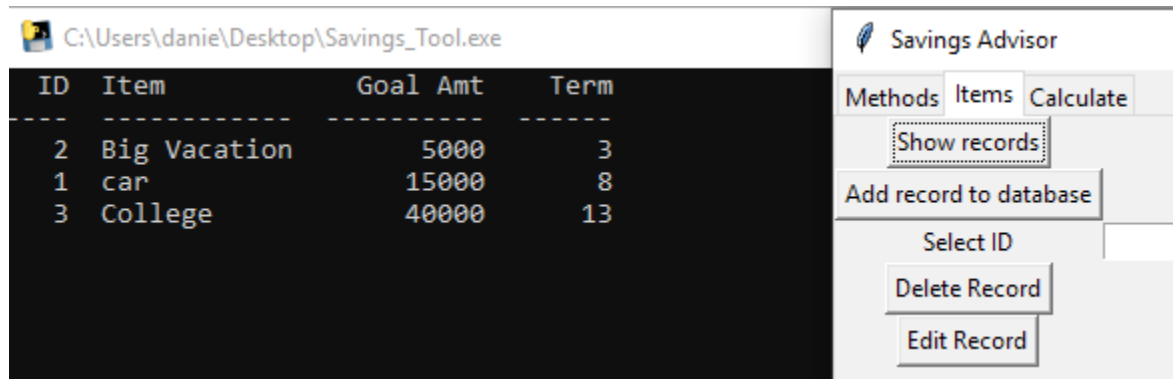 C:\Users\danie\Desktop\Savings_Tool.exe
ID Item Goal Amt Term
---- ------------ ---------- ------
2 Big Vacation 5000 3
1 car 15000 8
3 College 40000 13
Savings Advisor
Methods Items Calculate
Show records
Add record to database
Select ID
Delete Record
Edit Record